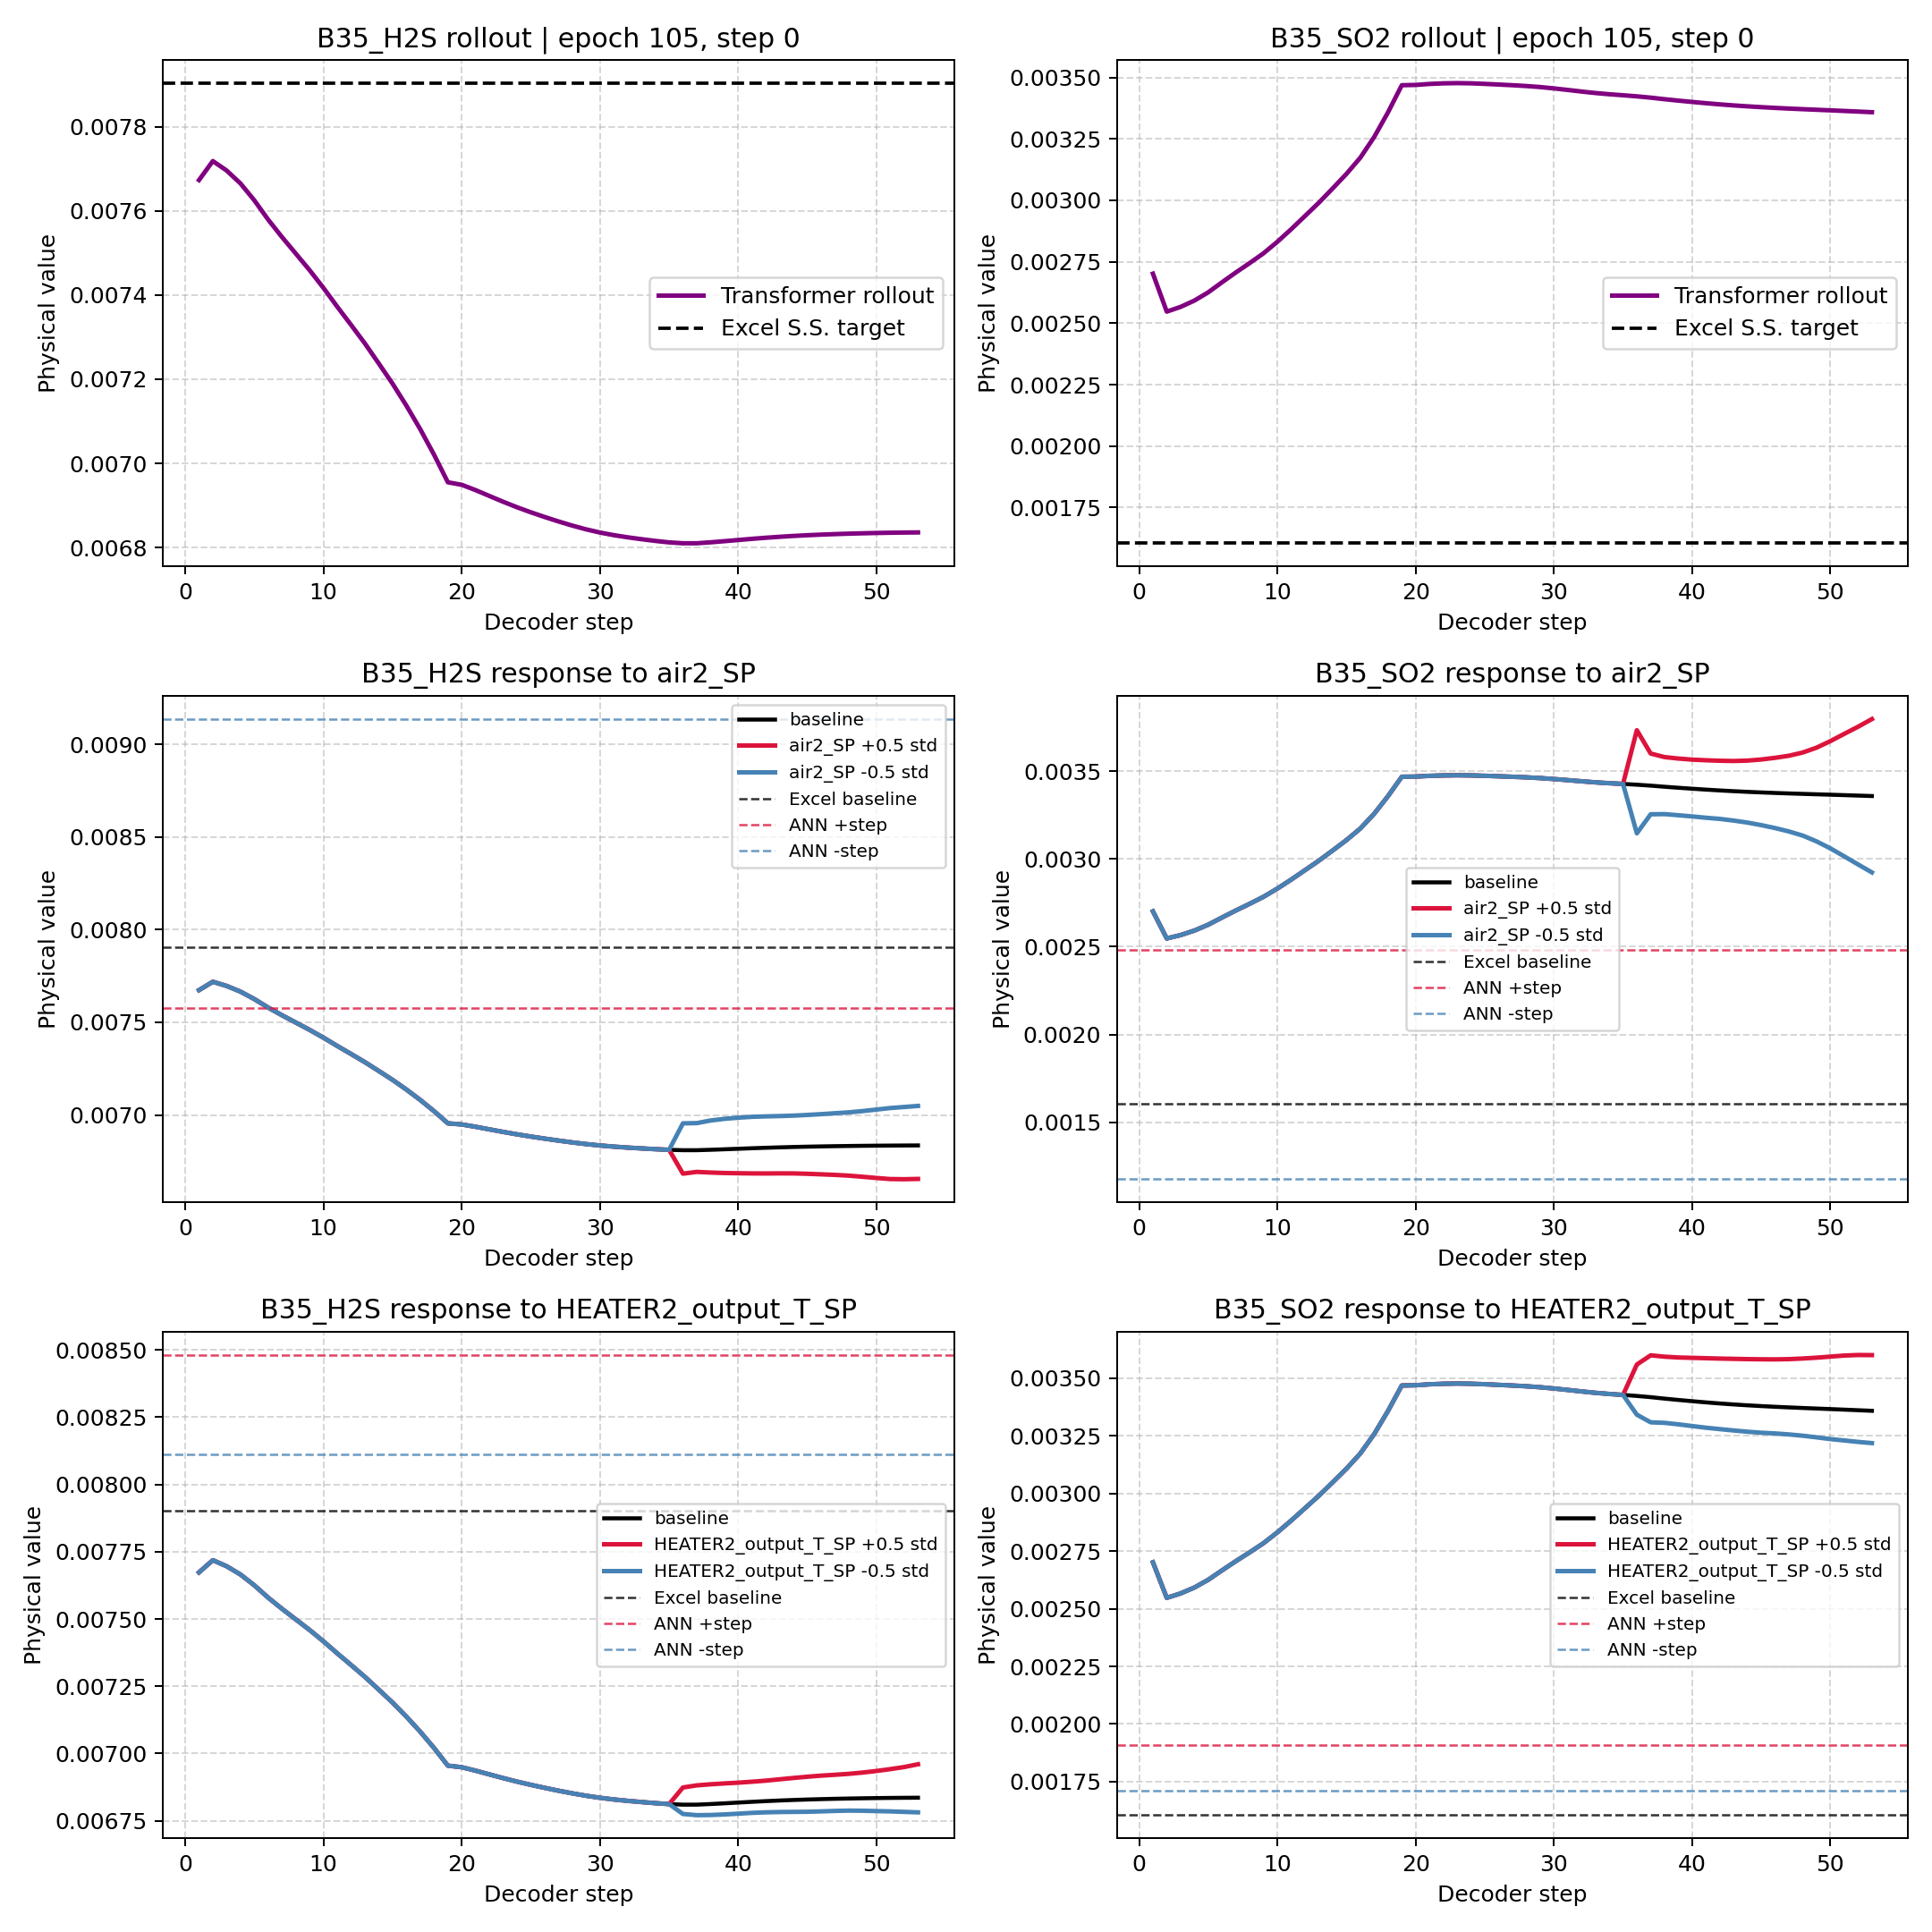 B35_H2S rollout | epoch 105, step 0
Physical value
0.0078
0.0076
0.0074
0.0072
0.0070
0.0068
Transformer rollout
Excel S.S. target
0 10 20 30 40 50
Decoder step
B35_SO2 rollout | epoch 105, step 0
Physical value
0.00350
0.00325
0.00300
0.00275
0.00250
0.00225
0.00200
0.00175
Transformer rollout
Excel S.S. target
0 10 20 30 40 50
Decoder step
B35_H2S response to air2_SP
Physical value
0.0090
0.0085
0.0080
0.0075
0.0070
baseline
air2_SP +0.5 std
air2_SP -0.5 std
Excel baseline
ANN +step
ANN -step
0 10 20 30 40 50
Decoder step
B35_SO2 response to air2_SP
Physical value
0.0035
0.0030
0.0025
0.0020
0.0015
baseline
air2_SP +0.5 std
air2_SP -0.5 std
Excel baseline
ANN +step
ANN -step
0 10 20 30 40 50
Decoder step
B35_H2S response to HEATER2_output_T_SP
Physical value
0.00850
0.00825
0.00800
0.00775
0.00750
0.00725
0.00700
0.00675
baseline
HEATER2_output_T_SP +0.5 std
HEATER2_output_T_SP -0.5 std
Excel baseline
ANN +step
ANN -step
0 10 20 30 40 50
Decoder step
B35_SO2 response to HEATER2_output_T_SP
Physical value
0.00350
0.00325
0.00300
0.00275
0.00250
0.00225
0.00200
0.00175
baseline
HEATER2_output_T_SP +0.5 std
HEATER2_output_T_SP -0.5 std
Excel baseline
ANN +step
ANN -step
0 10 20 30 40 50
Decoder step